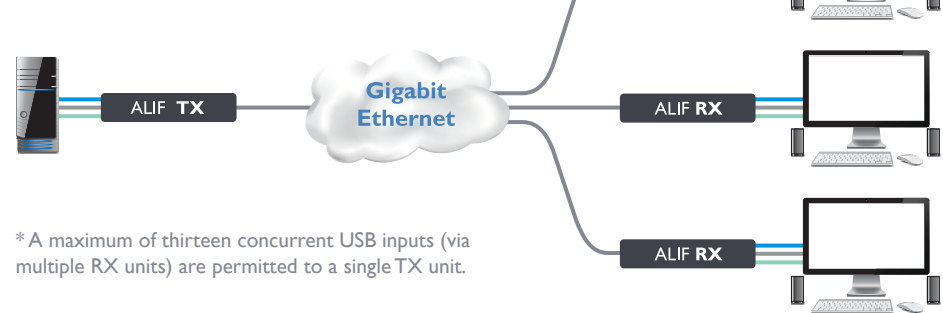 Gigabit
Ethernet
ALIF TX
ALIF RX
ALIF RX
* A maximum of thirteen concurrent USB inputs (via
multiple RX units) are permitted to a single TX unit.